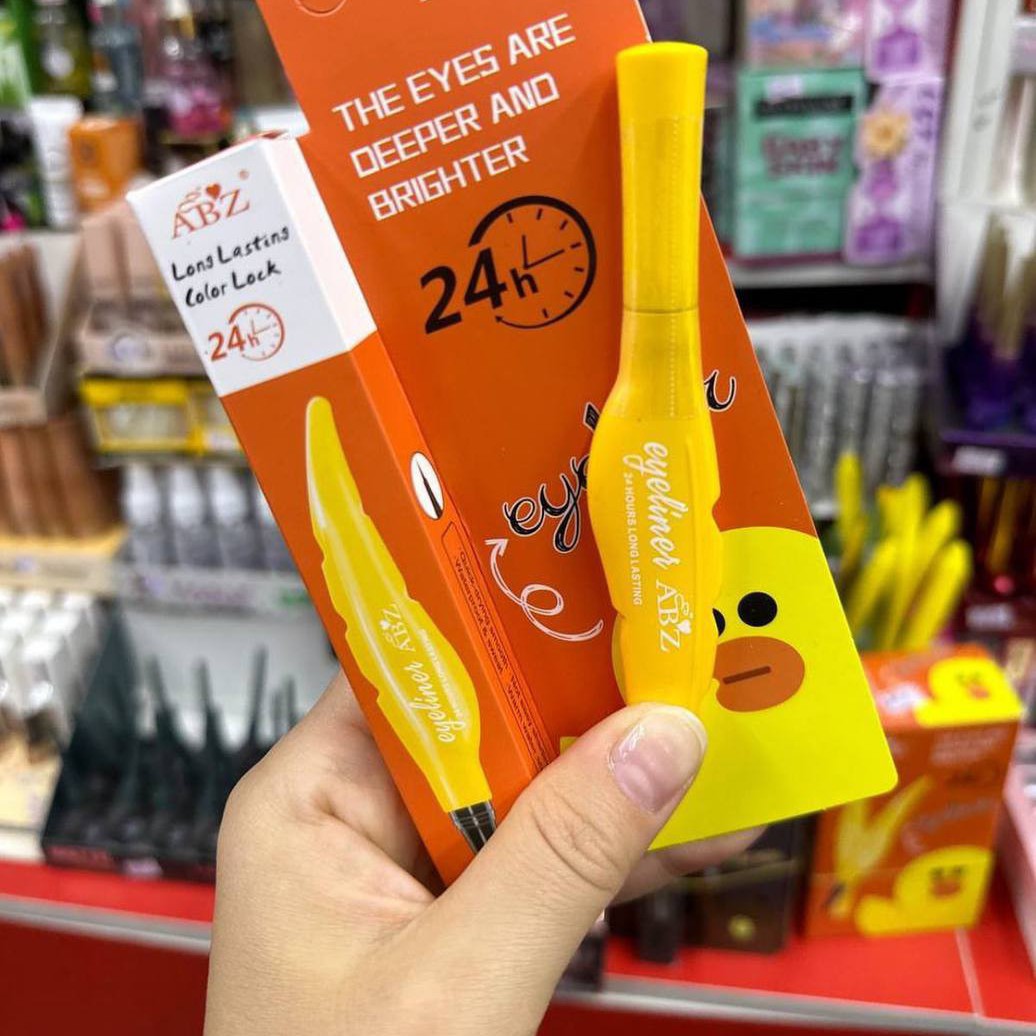 THE EYES ARE
DEEPER AND
BRIGHTER
24h
ABZ®
Long Lasting
Color Lock
24h
eyeliner ABZ
eyeliner ABZ
24 HOURS LONG LASTING